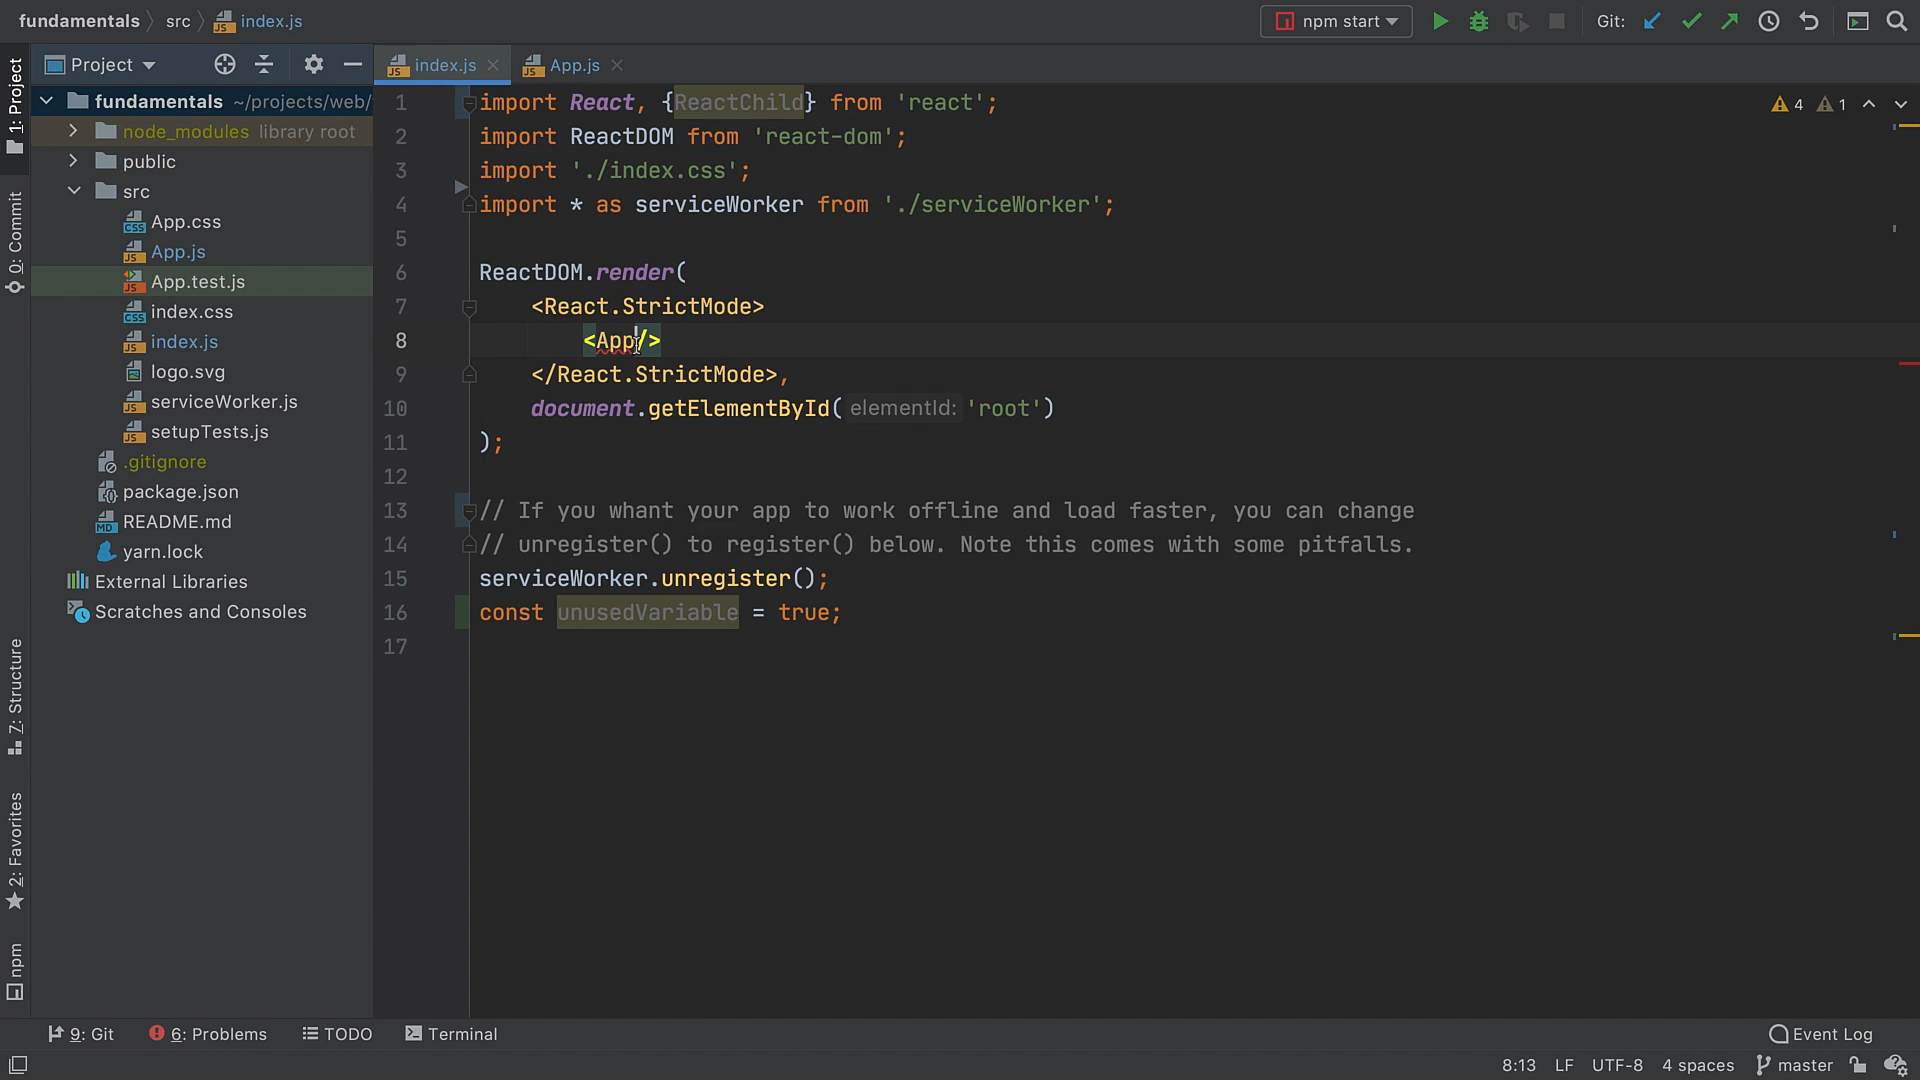 fundamentals src index.js
npm start Git:
1: Project
0: Commit
7: Structure
2: Favorites
npm
Project
fundamentals ~/projects/web/
node_modules library root
public
src
App.css
App.js
App.test.js
index.css
index.js
logo.svg
serviceWorker.js
setupTests.js
.gitignore
package.json
README.md
yarn.lock
External Libraries
Scratches and Consoles
index.js App.js
4 1
1 import React, {ReactChild} from 'react';
2 import ReactDOM from 'react-dom';
3 import './index.css';
4 import * as serviceWorker from './serviceWorker';
5
6 ReactDOM.render(
7 <React.StrictMode>
8 <App/>
9 </React.StrictMode>,
10 document.getElementById( elementId: 'root')
11 );
12
13 // If you whant your app to work offline and load faster, you can change
14 // unregister() to register() below. Note this comes with some pitfalls.
15 serviceWorker.unregister();
16 const unusedVariable = true;
17
9: Git 6: Problems TODO Terminal Event Log
8:13 LF UTF-8 4 spaces master